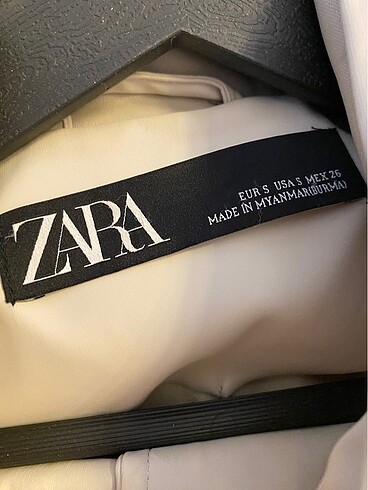 ZARA
EUR S USA S MEX 26
MADE IN MYANMAR(BURMA)